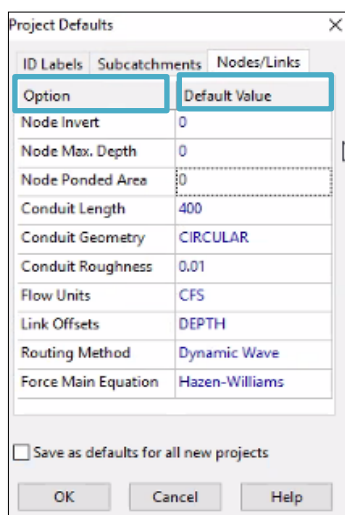 Project Defaults
ID Labels Subcatchments Nodes/Links
Option Default Value
Node Invert 0
Node Max. Depth 0
Node Ponded Area 0
Conduit Length 400
Conduit Geometry CIRCULAR
Conduit Roughness 0.01
Flow Units CFS
Link Offsets DEPTH
Routing Method Dynamic Wave
Force Main Equation Hazen-Williams
Save as defaults for all new projects
OK Cancel Help